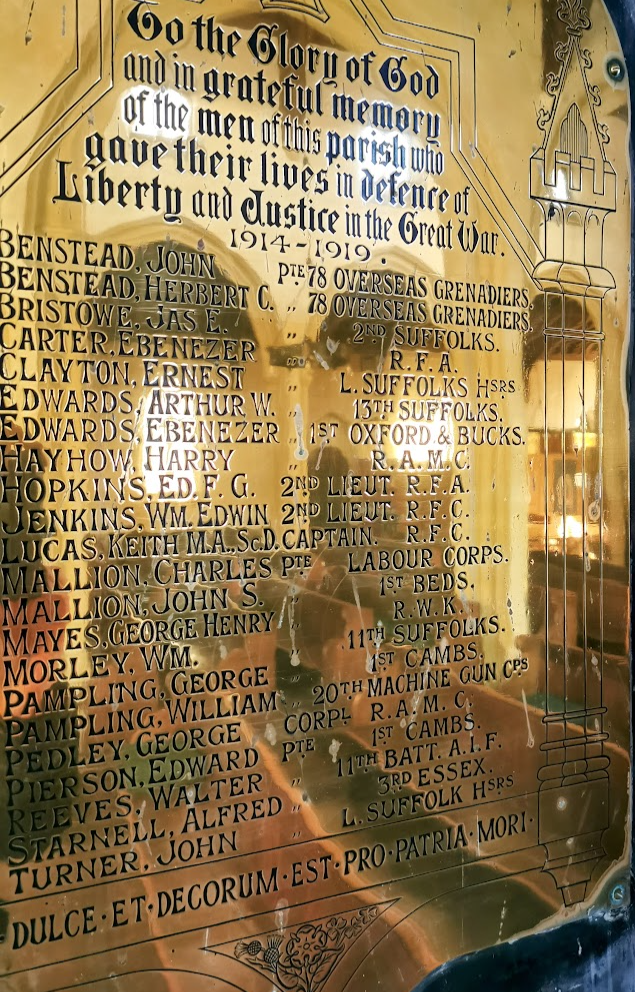 To the Glory of God
and in grateful memory
of the men of this parish who
gave their lives in defence of
Liberty and Justice in the Great War.
1914-1919.
BENSTEAD, JOHN PTE 78 OVERSEAS GRENADIERS.
BENSTEAD, HERBERT C. " 78 OVERSEAS GRENADIERS.
BRISTOWE, JAS E. " 2ND SUFFOLKS.
CARTER, EBENEZER " R.F.A.
CLAYTON, ERNEST " L. SUFFOLKS HSRS
EDWARDS, ARTHUR W. " 13TH SUFFOLKS.
EDWARDS, EBENEZER " 1ST OXFORD & BUCKS.
HAYHOW, HARRY " R.A.M.C.
HOPKINS, ED. F. G. 2ND LIEUT. R.F.A.
JENKINS, WM. EDWIN 2ND LIEUT. R.F.C.
LUCAS, KEITH M.A., Sc.D. CAPTAIN. R.F.C.
MALLION, CHARLES PTE LABOUR CORPS.
MALLION, JOHN S. " 1ST BEDS.
MAYES, GEORGE HENRY " R.W.K.
MORLEY, WM. " 11TH SUFFOLKS.
PAMPLING, GEORGE " 1ST CAMBS.
PAMPLING, WILLIAM " 20TH MACHINE GUN CPS
PEDLEY, GEORGE CORPL R.A.M.C.
PIERSON, EDWARD PTE 1ST CAMBS.
REEVES, WALTER " 11TH BATT. A.I.F.
STARNELL, ALFRED " 3RD ESSEX.
TURNER, JOHN " L. SUFFOLK HSRS
DULCE·ET·DECORUM·EST·PRO·PATRIA·MORI·